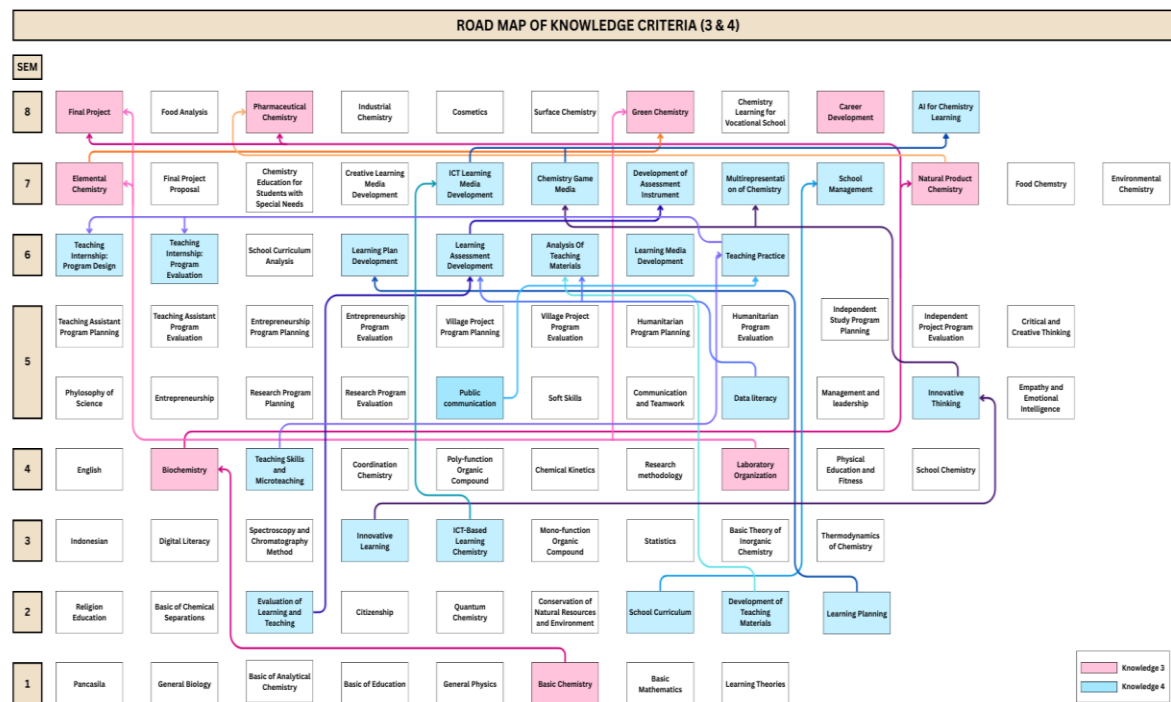 ROAD MAP OF KNOWLEDGE CRITERIA (3 & 4)
SEM
8
Final Project
Food Analysis
Pharmaceutical
Chemistry
Industrial
Chemistry
Cosmetics
Surface Chemistry
Green Chemistry
Chemistry
Learning for
Vocational School
Career
Development
AI for Chemistry
Learning
7
Elemental
Chemistry
Final Project
Proposal
Chemistry
Education for
Students with
Special Needs
Creative Learning
Media
Development
ICT Learning
Media
Development
Chemistry Game
Media
Development of
Assessment
Instrument
Multirepresentati
on of Chemistry
School
Management
Natural Product
Chemistry
Food Chemstry
Environmental
Chemistry
6
Teaching
Internship:
Program Design
Teaching
Internship:
Program
Evaluation
School Curriculum
Analysis
Learning Plan
Development
Learning
Assessment
Development
Analysis Of
Teaching
Materials
Learning Media
Development
Teaching Practice
5
Teaching Assistant
Program Planning
Teaching Assistant
Program
Evaluation
Entrepreneurship
Program Planning
Entrepreneurship
Program
Evaluation
Village Project
Program Planning
Village Project
Program
Evaluation
Humanitarian
Program Planning
Humanitarian
Program
Evaluation
Independent
Study Program
Planning
Independent
Project Program
Evaluation
Critical and
Creative Thinking
Phylosophy of
Science
Entrepreneurship
Research Program
Planning
Research Program
Evaluation
Public
communication
Soft Skills
Communication
and Teamwork
Data literacy
Management and
leadership
Innovative
Thinking
Empathy and
Emotional
Intelligence
4
English
Biochemistry
Teaching Skills
and
Microteaching
Coordination
Chemistry
Poly-function
Organic
Compound
Chemical Kinetics
Research
methodology
Laboratory
Organization
Physical
Education and
Fitness
School Chemistry
3
Indonesian
Digital Literacy
Spectroscopy and
Chromatography
Method
Innovative
Learning
ICT-Based
Learning
Chemistry
Mono-function
Organic
Compound
Statistics
Basic Theory of
Inorganic
Chemistry
Thermodynamics
of Chemistry
2
Religion
Education
Basic of Chemical
Separations
Evaluation of
Learning and
Teaching
Citizenship
Quantum
Chemistry
Conservation of
Natural Resources
and Environment
School Curriculum
Development of
Teaching
Materials
Learning Planning
1
Pancasila
General Biology
Basic of Analytical
Chemistry
Basic of Education
General Physics
Basic Chemistry
Basic
Mathematics
Learning Theories
Knowledge 3
Knowledge 4